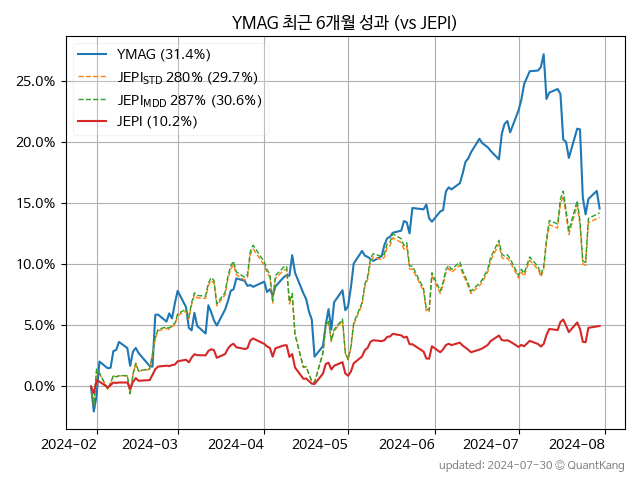 YMAG 최근 6개월 성과 (vs JEPI)
YMAG (31.4%)
JEPI_STD 280% (29.7%)
JEPI_MDD 287% (30.6%)
JEPI (10.2%)
25.0%
20.0%
15.0%
10.0%
5.0%
0.0%
2024-02 2024-03 2024-04 2024-05 2024-06 2024-07 2024-08
updated: 2024-07-30 © QuantKang